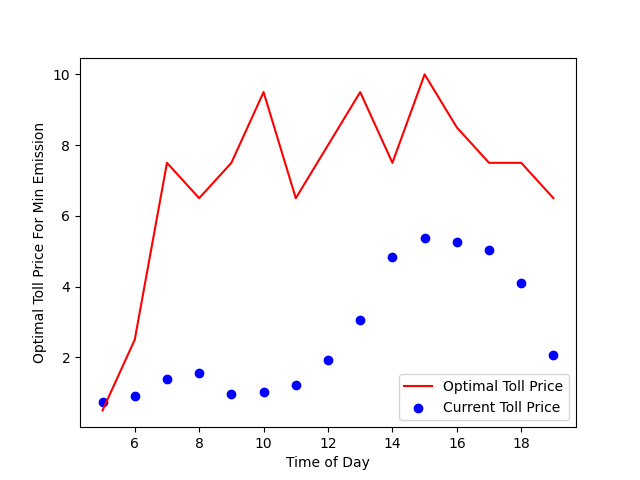 10
8
6
4
2
Optimal Toll Price For Min Emission
Optimal Toll Price
Current Toll Price
6 8 10 12 14 16 18
Time of Day